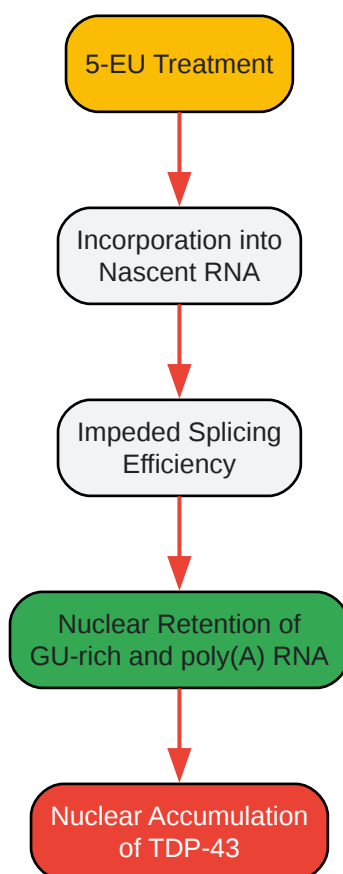 5-EU Treatment
Incorporation into
Nascent RNA
Impeded Splicing
Efficiency
Nuclear Retention of
GU-rich and poly(A) RNA
Nuclear Accumulation
of TDP-43